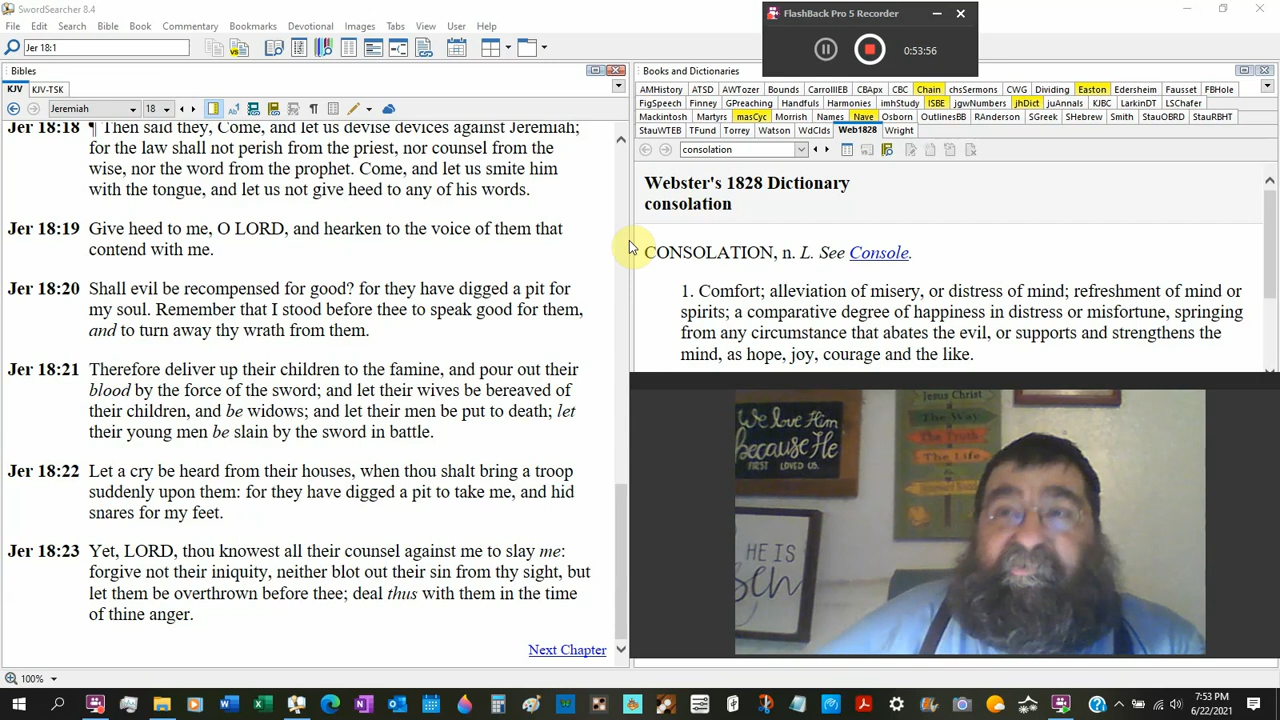 SwordSearcher 8.4
File Edit Search Bible Book Commentary Bookmarks Devotional Images Tabs View User Help
Jer 18:1
FlashBack Pro 5 Recorder
0:53:56
Bibles
KJV KJV-TSK
Jeremiah 18
Jer 18:18 ¶ Then said they, Come, and let us devise devices against Jeremiah;
for the law shall not perish from the priest, nor counsel from the
wise, nor the word from the prophet. Come, and let us smite him
with the tongue, and let us not give heed to any of his words.
Jer 18:19 Give heed to me, O LORD, and hearken to the voice of them that
contend with me.
Jer 18:20 Shall evil be recompensed for good? for they have digged a pit for
my soul. Remember that I stood before thee to speak good for them,
and to turn away thy wrath from them.
Jer 18:21 Therefore deliver up their children to the famine, and pour out their
blood by the force of the sword; and let their wives be bereaved of
their children, and be widows; and let their men be put to death; let
their young men be slain by the sword in battle.
Jer 18:22 Let a cry be heard from their houses, when thou shalt bring a troop
suddenly upon them: for they have digged a pit to take me, and hid
snares for my feet.
Jer 18:23 Yet, LORD, thou knowest all their counsel against me to slay me:
forgive not their iniquity, neither blot out their sin from thy sight, but
let them be overthrown before thee; deal thus with them in the time
of thine anger.
Next Chapter
100%
Books and Dictionaries
AMHistory ATSD AWTozer Bounds CarrollEB CBApx CBC Chain chsSermons CWG Dividing Easton Edersheim Fausset FBHole
FigSpeech Finney GPreaching Handfuls Harmonies imhStudy ISBE jgwNumbers jhDict juAnnals KJBC LarkinDT LSChafer
Mackintosh Martyrs masCyc Morrish Names Nave Osborn OutlinesBB RAnderson SGreek SHebrew Smith StauOBRD StauRBHT
StauWTEB TFund Torrey Watson WdClds Web1828 Wright
consolation
Webster's 1828 Dictionary
consolation
CONSOLATION, n. L. See Console.
1. Comfort; alleviation of misery, or distress of mind; refreshment of mind or
spirits; a comparative degree of happiness in distress or misfortune, springing
from any circumstance that abates the evil, or supports and strengthens the
mind, as hope, joy, courage and the like.
We love Him
because He
FIRST LOVED US.
Jesus Christ
The Way
The Truth
The Life
HE IS
7:53 PM
6/22/2021